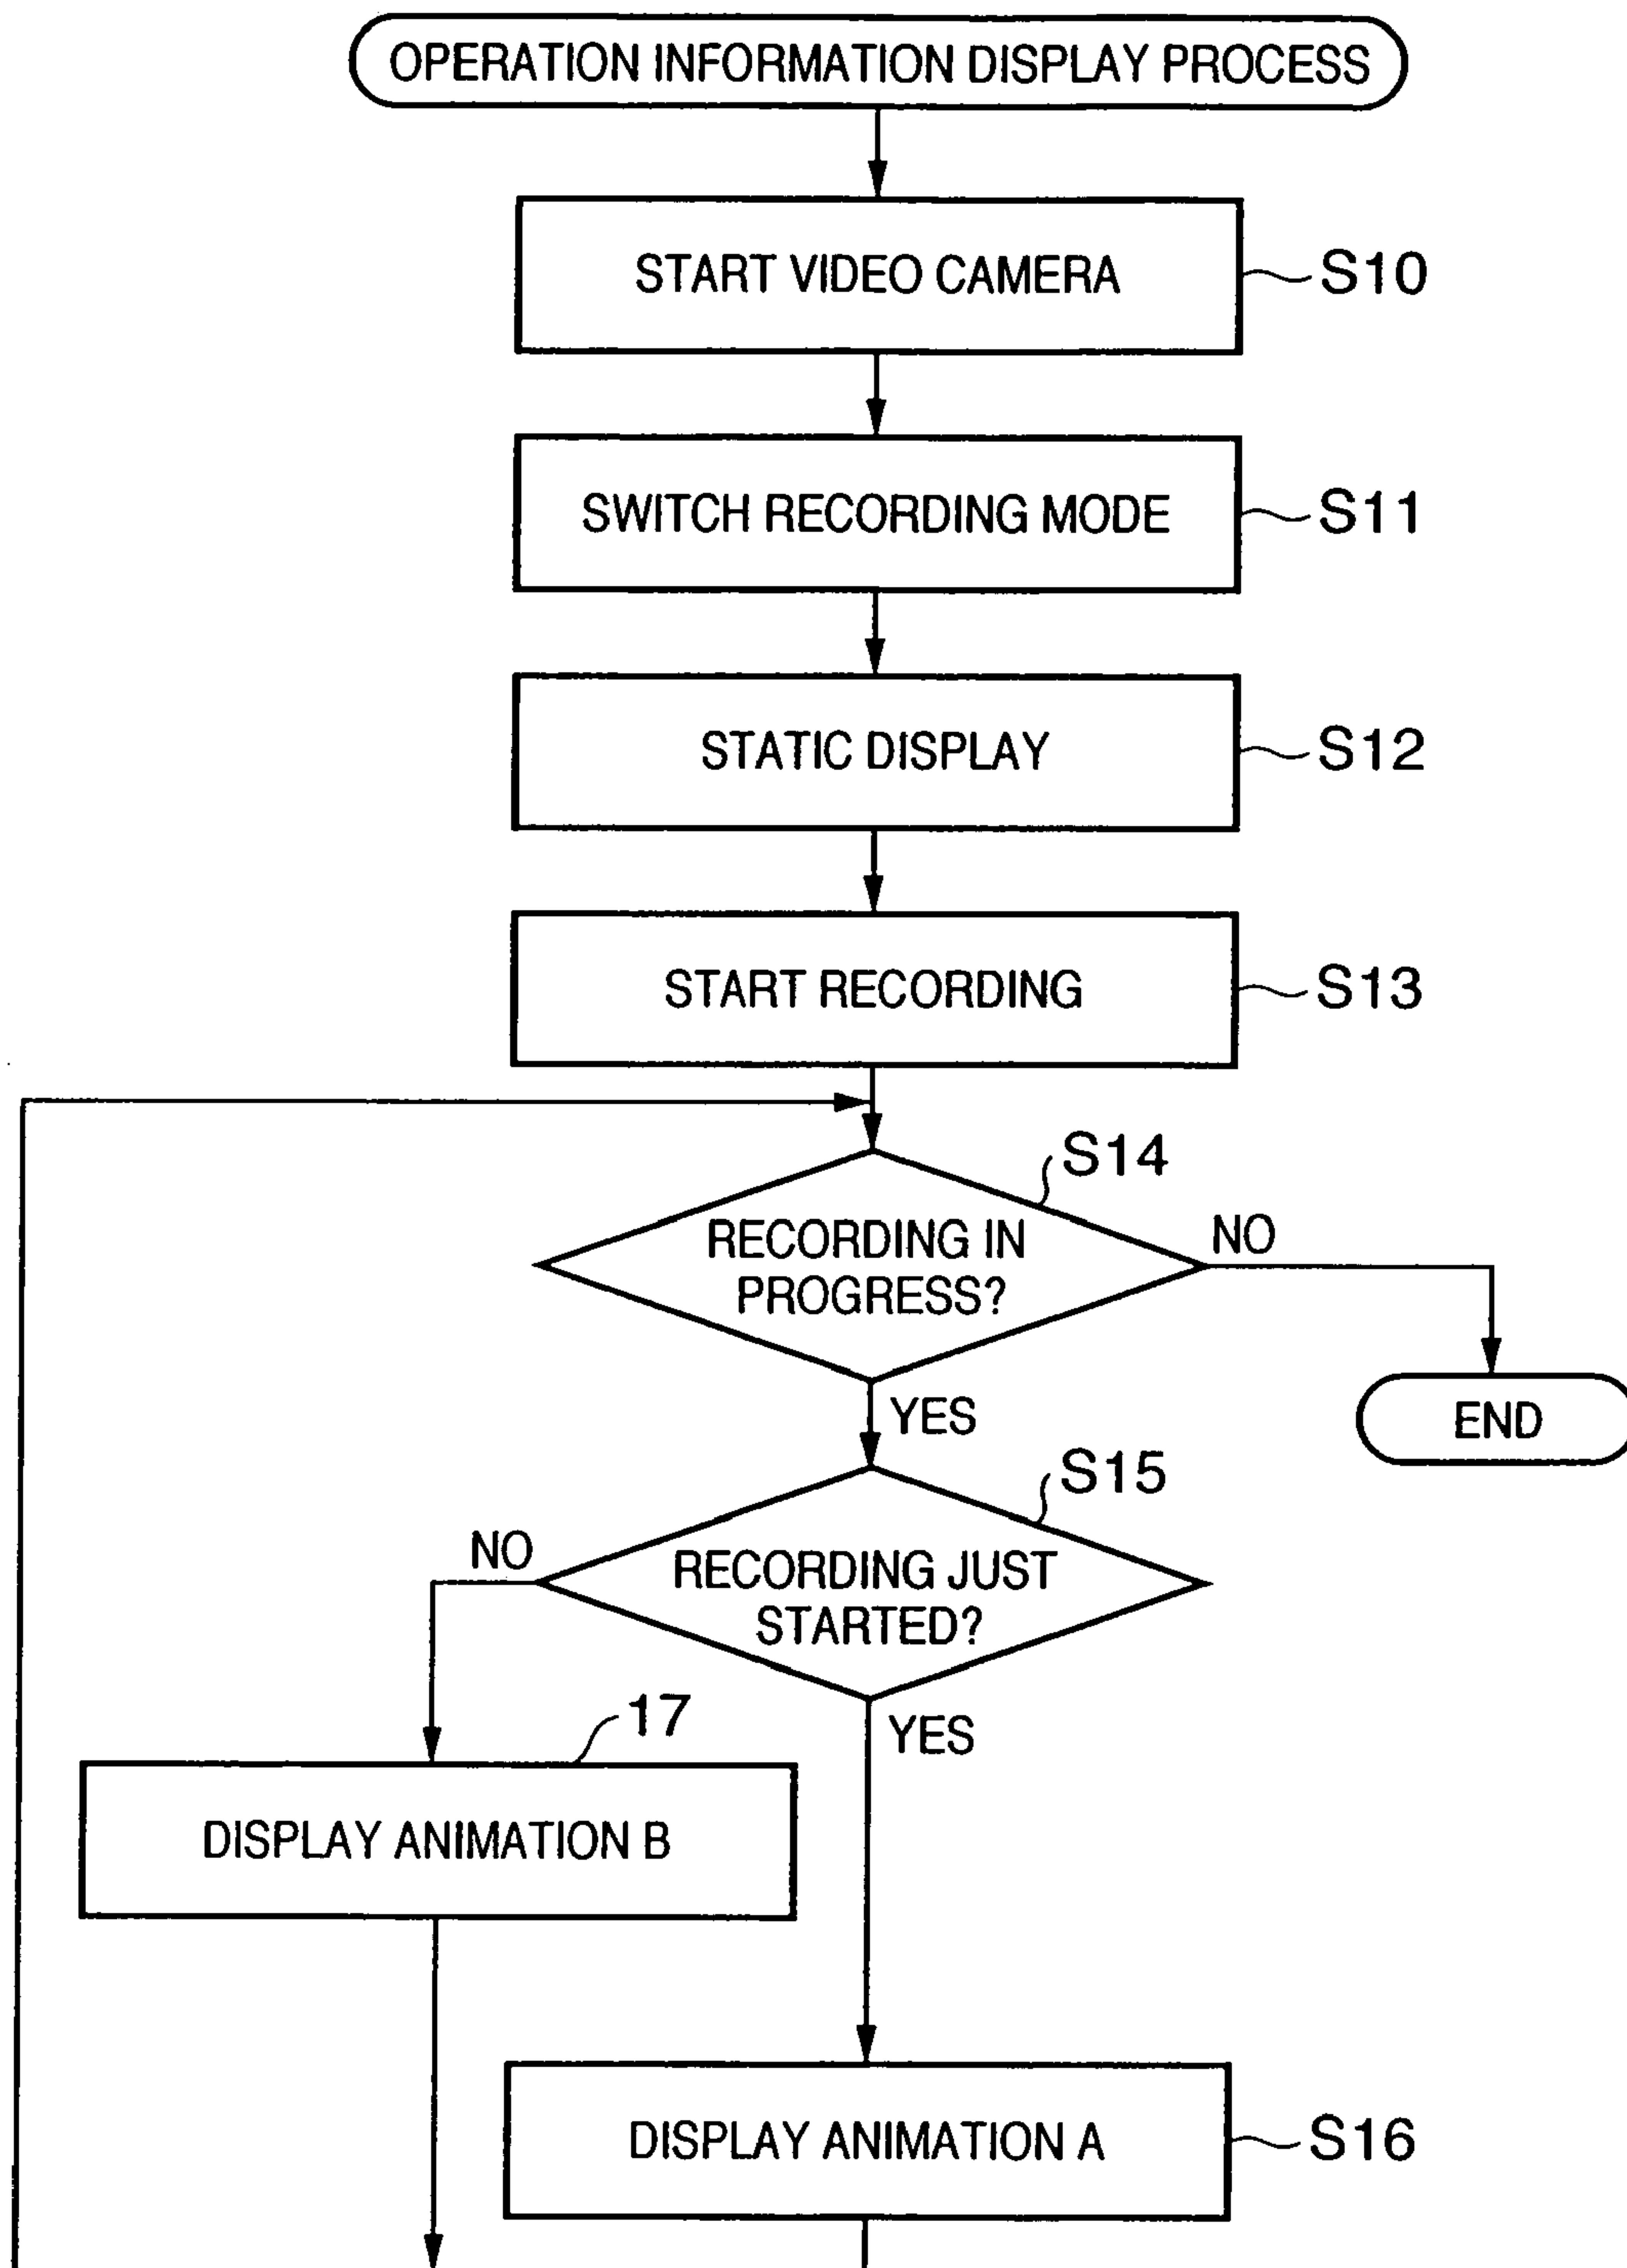 OPERATION INFORMATION DISPLAY PROCESS
START VIDEO CAMERA
S10
SWITCH RECORDING MODE
S11
STATIC DISPLAY
S12
START RECORDING
S13
S14
RECORDING IN
PROGRESS?
NO
YES
END
S15
RECORDING JUST
STARTED?
NO
YES
17
DISPLAY ANIMATION B
DISPLAY ANIMATION A
S16